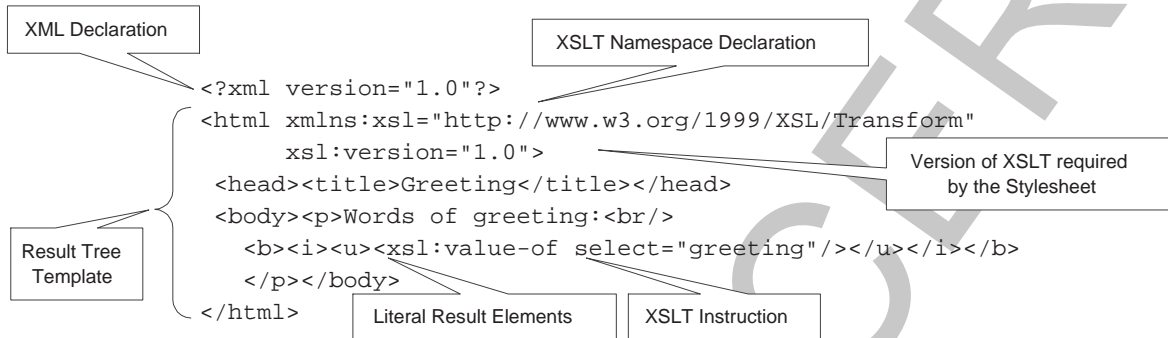 XML Declaration
XSLT Namespace Declaration
<?xml version="1.0"?>
<html xmlns:xsl="http://www.w3.org/1999/XSL/Transform"
xsl:version="1.0">
Version of XSLT required
by the Stylesheet
<head><title>Greeting</title></head>
<body><p>Words of greeting:<br/>
Result Tree
Template
<b><i><u><xsl:value-of select="greeting"/></u></i></b>
</p></body>
</html>
Literal Result Elements
XSLT Instruction
CER